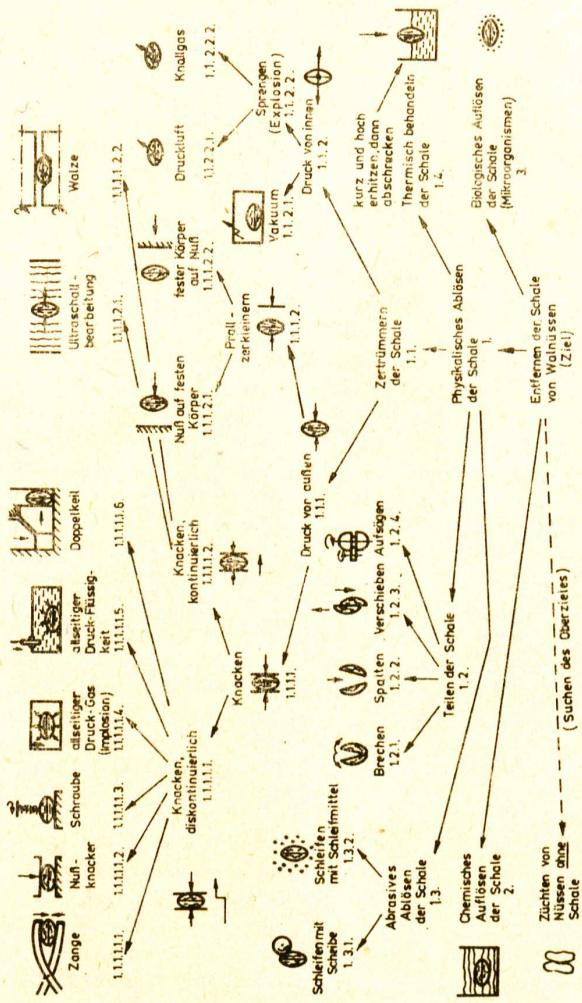 Zange
1.1.1.1.1.1.
Nuß-
knacker
1.1.1.1.1.2.
Schraube
1.1.1.1.1.3.
allseitiger
Druck-Gas
(Implosion)
1.1.1.1.1.4.
allseitiger
Druck-Flüssig-
keit
1.1.1.1.1.5.
Doppelkeil
1.1.1.1.1.6.
Ultraschall-
bearbeitung
1.1.1.1.2.1.
Walze
1.1.1.1.2.2.
Knacken,
diskontinuierlich
1.1.1.1.1.
Knacken,
kontinuierlich
1.1.1.1.2.
Nuß auf festen
Körper
1.1.1.2.1.
fester Körper
auf Nuß
1.1.1.2.2.
Druckluft
1.1.2.2.1.
Knallgas
1.1.2.2.2.
Knacken
1.1.1.1.
Prall-
zerkleinern
1.1.1.2.
Vakuum
1.1.2.1.
Sprengen
(Explosion)
1.1.2.2.
Druck von außen
1.1.1.
Druck von innen
1.1.2.
Schleifen mit
Scheibe
1.3.1.
Schleifen
mit Schleifmittel
1.3.2.
Brechen
1.2.1.
Spalten
1.2.2.
Verschieben
1.2.3.
Aufsägen
1.2.4.
Zertrümmern
der Schale
1.1.
kurz und hoch
erhitzen, dann
abschrecken
Thermisch behandeln
der Schale
1.4.
Abrasives
Ablösen
der Schale
1.3.
Teilen der Schale
1.2.
Physikalisches Ablösen
der Schale
1.
Chemisches
Auflösen
der Schale
2.
Biologisches Auflösen
der Schale
(Mikroorganismen)
3.
Züchten von
Nüssen ohne
Schale
(Suchen des Oberzieles)
Entfernen der Schale
von Walnüssen
(Ziel)